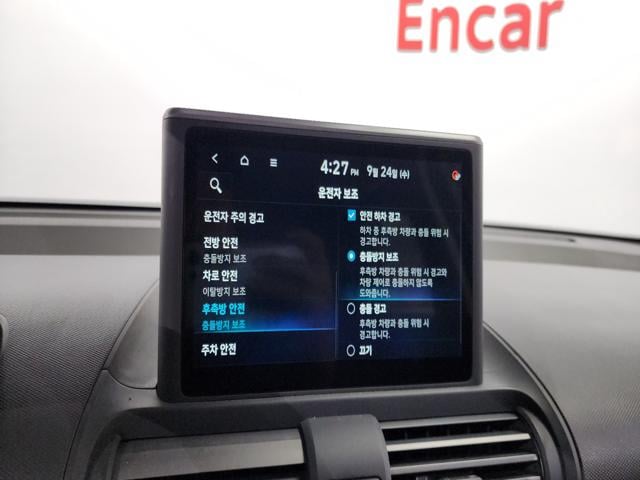 Encar
4:27 PM 9월 24일 (수)
운전자 보조
운전자 주의 경고
전방 안전
충돌방지 보조
차로 안전
이탈방지 보조
후측방 안전
충돌방지 보조
주차 안전
안전 하차 경고
하차 중 후측방 차량과 충돌 위험 시
경고합니다.
충돌방지 보조
후측방 차량과 충돌 위험 시 경고와
차량 제어로 충돌하지 않도록
도와줍니다.
충돌 경고
후측방 차량과 충돌 위험 시
경고합니다.
끄기